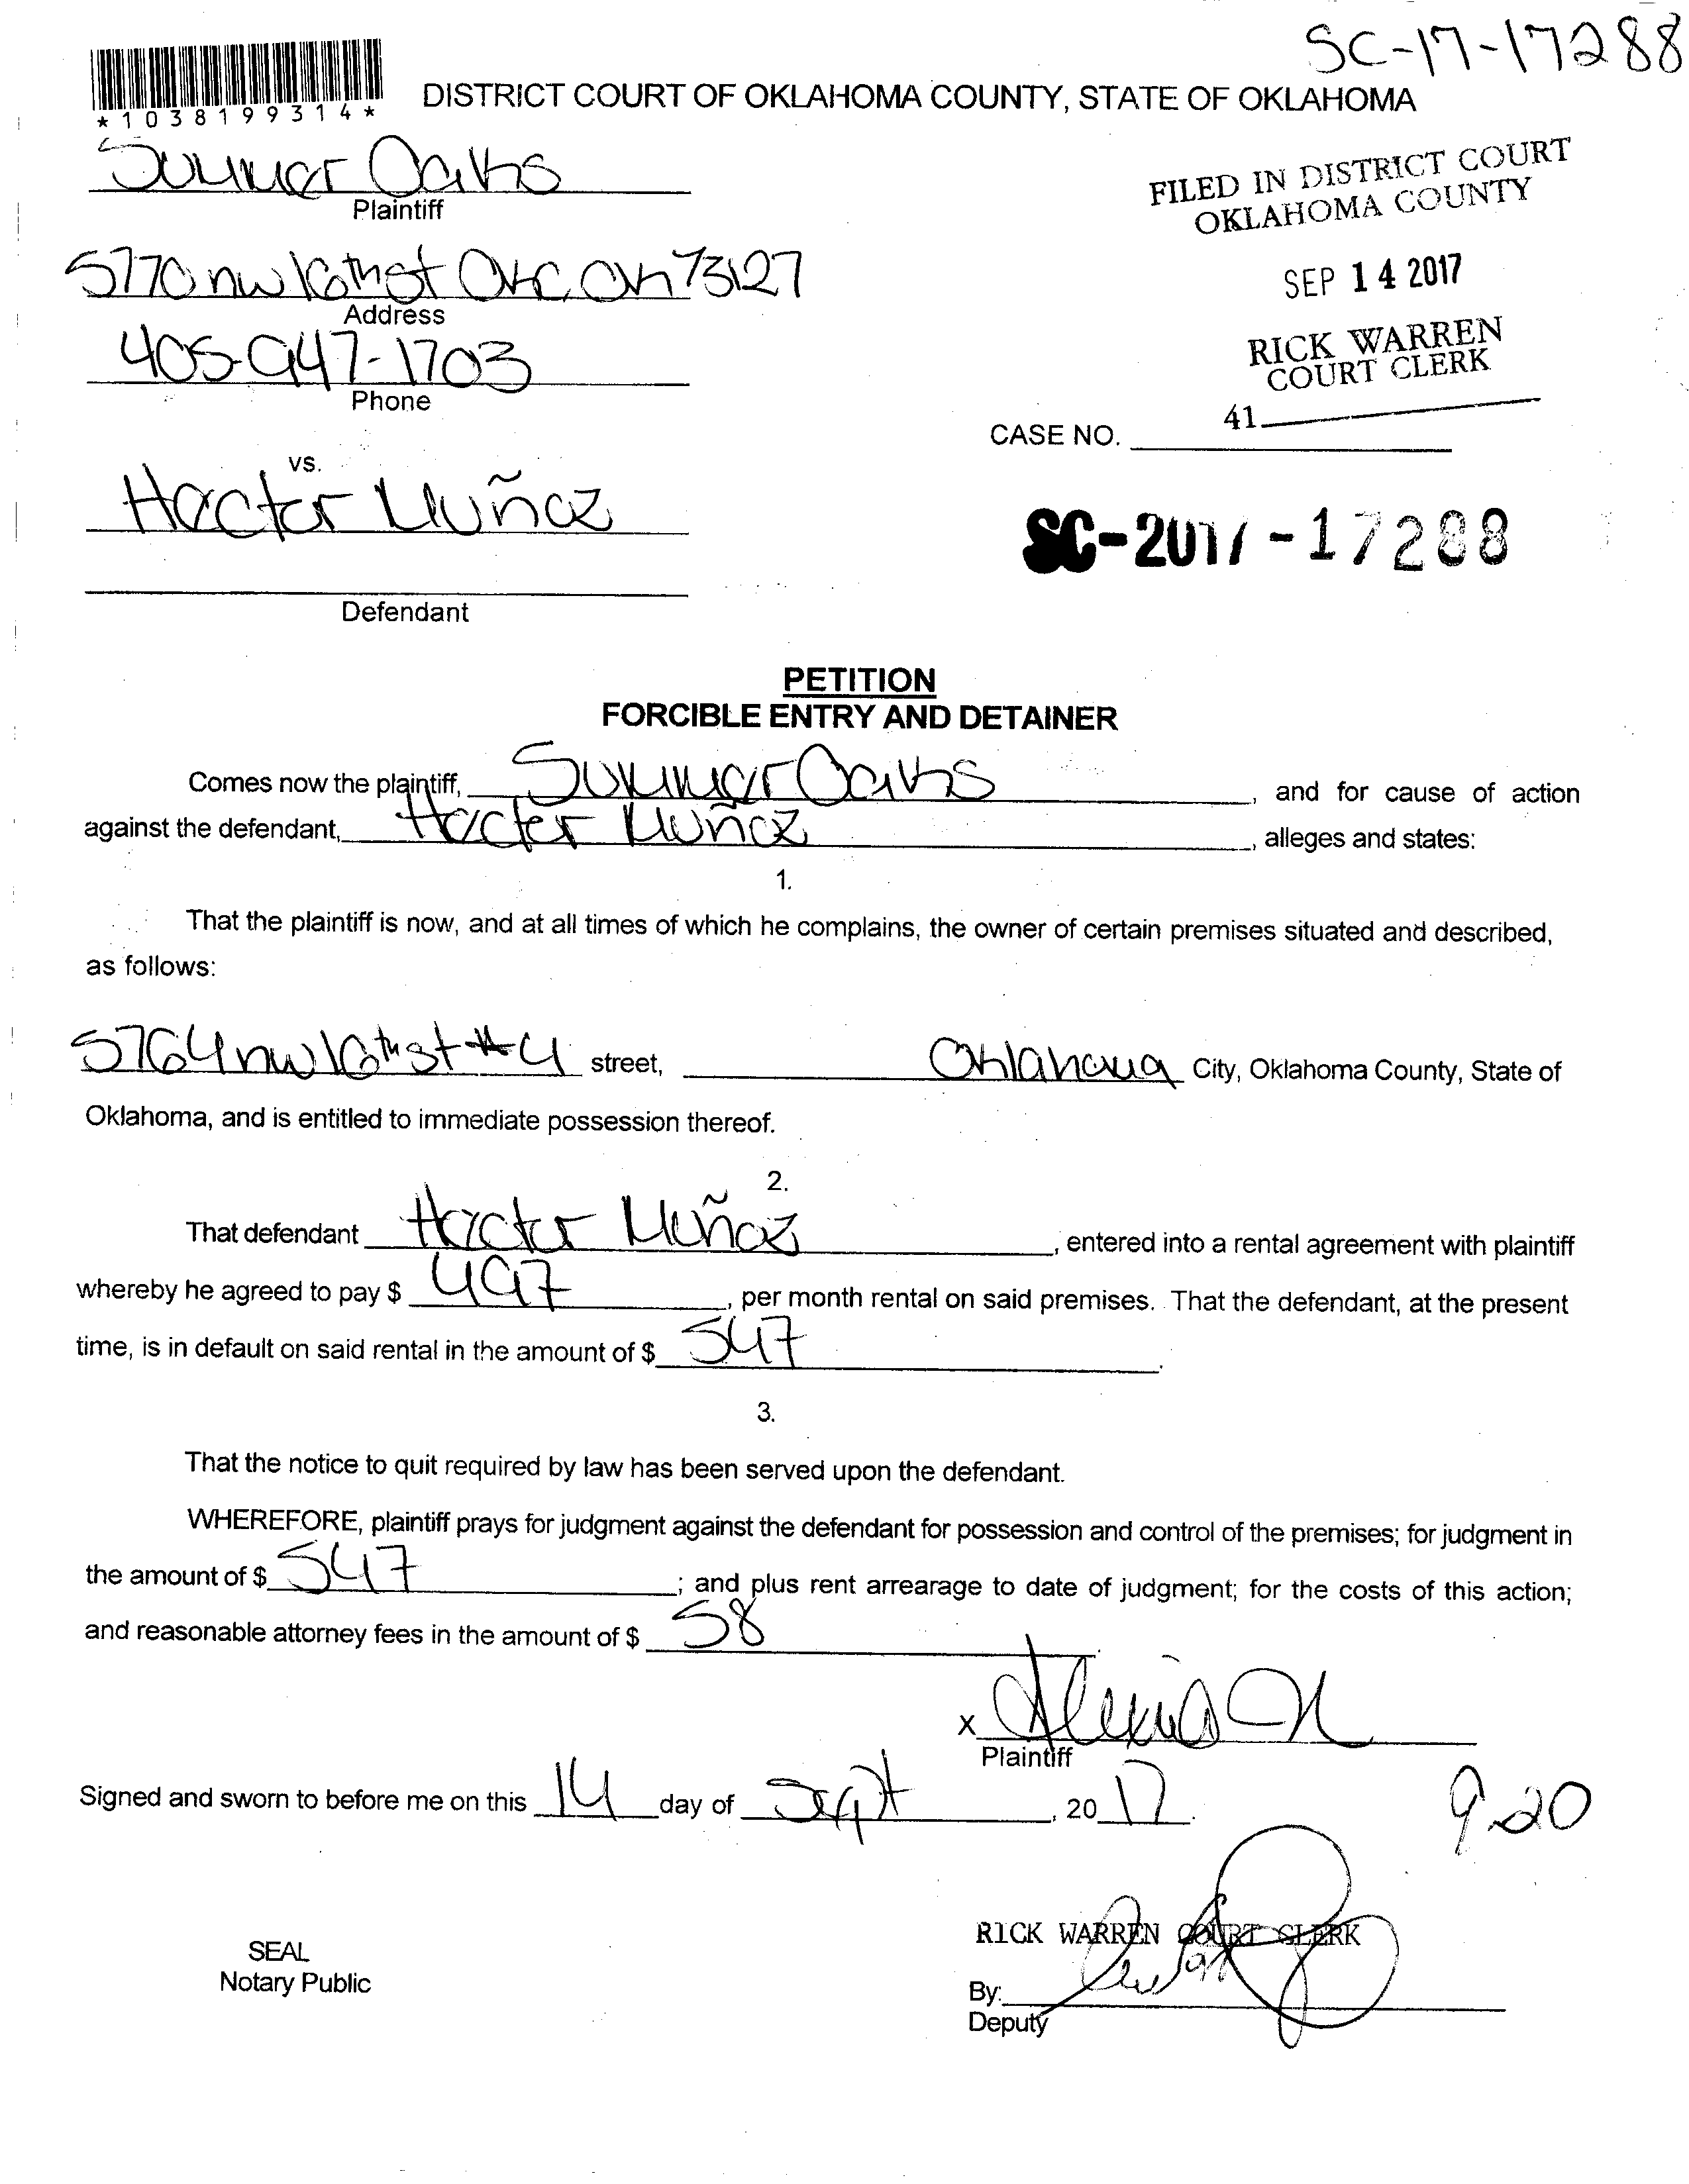 SC-17-17288
*1038199314*
DISTRICT COURT OF OKLAHOMA COUNTY, STATE OF OKLAHOMA
Summer Oaks
Plaintiff
FILED IN DISTRICT COURT
OKLAHOMA COUNTY
5770 nw 16th st OKC, OK 73127
Address
SEP 14 2017
405-947-1703
Phone
RICK WARREN
COURT CLERK
41
CASE NO.
vs.
Hector Muñoz
SC-2017-17288
Defendant
PETITION
FORCIBLE ENTRY AND DETAINER
Comes now the plaintiff, Summer Oaks, and for cause of action
against the defendant, Hector Muñoz, alleges and states:
1.
That the plaintiff is now, and at all times of which he complains, the owner of certain premises situated and described,
as follows:
5764 nw 16th st #4 street, Oklahoma City, Oklahoma County, State of
Oklahoma, and is entitled to immediate possession thereof.
2.
That defendant Hector Muñoz, entered into a rental agreement with plaintiff
whereby he agreed to pay $ 497, per month rental on said premises. That the defendant, at the present
time, is in default on said rental in the amount of $ 547.
3.
That the notice to quit required by law has been served upon the defendant.
WHEREFORE, plaintiff prays for judgment against the defendant for possession and control of the premises; for judgment in
the amount of $ 547; and plus rent arrearage to date of judgment; for the costs of this action;
and reasonable attorney fees in the amount of $ 58.
x
Plaintiff
Signed and sworn to before me on this 14 day of Sept, 2017.
9-20
RICK WARREN COURT CLERK
SEAL
Notary Public
By:
Deputy